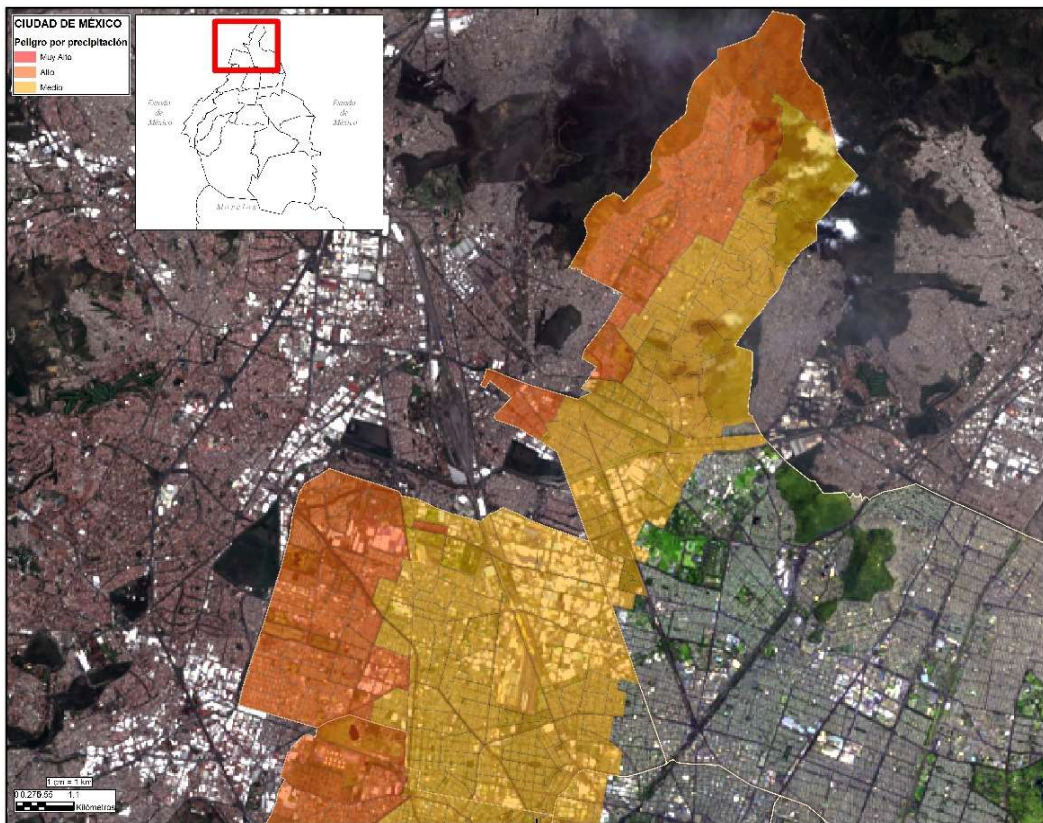 CIUDAD DE MÉXICO
Peligro por precipitación
Muy Alto
Alto
Medio
Estado
de
México
Estado
de
México
Morelos
1 cm = 1 km
0 0.275.55 1.1
Kilómetros